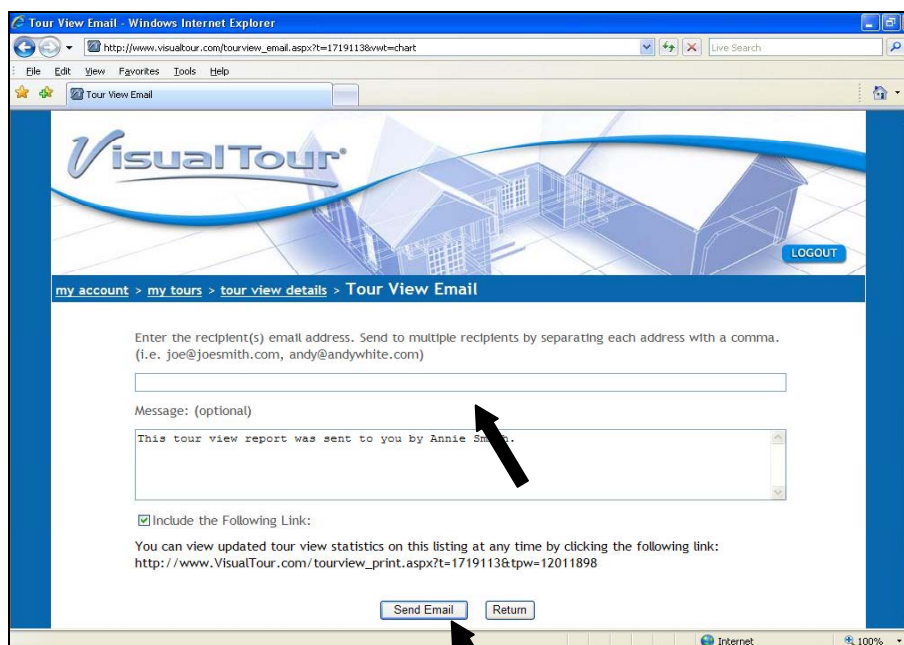 Tour View Email - Windows Internet Explorer
http://www.visualtour.com/tourview_email.aspx?t=1719113&vwt=chart
Live Search
File Edit View Favorites Tools Help
Tour View Email
VisualTour
LOGOUT
my account > my tours > tour view details > Tour View Email
Enter the recipient(s) email address. Send to multiple recipients by separating each address with a comma.
(i.e. joe@joesmith.com, andy@andywhite.com)
Message: (optional)
This tour view report was sent to you by Annie
Include the Following Link:
You can view updated tour view statistics on this listing at any time by clicking the following link:
http://www.VisualTour.com/tourview_print.aspx?t=1719113&tpw=12011898
Send Email Return
Internet 100%